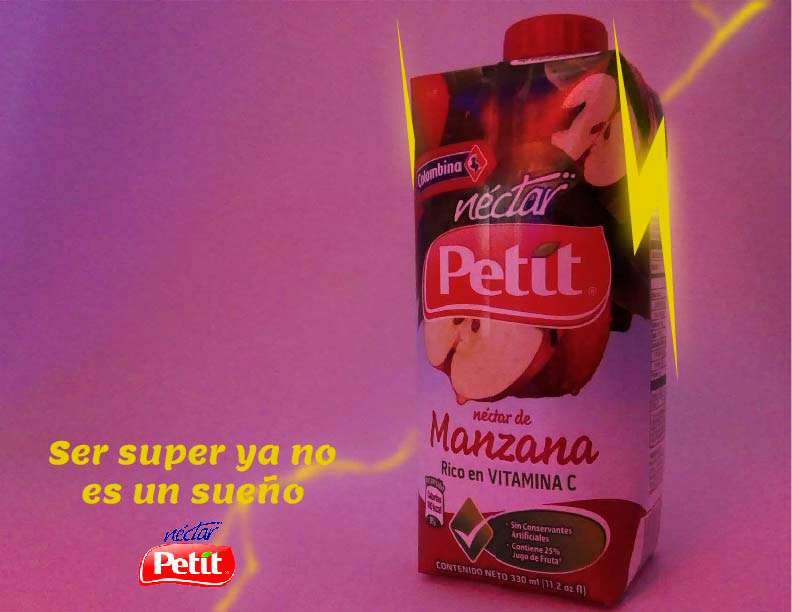 Colombina
néctar
Petit
néctar de
Manzana
Rico en VITAMINA C
Sin Conservantes
Artificiales
Contiene 25%
Jugo de Fruta
CONTENIDO NETO 330 ml (11.2 oz fl)
Ser super ya no
es un sueño
néctar
Petit